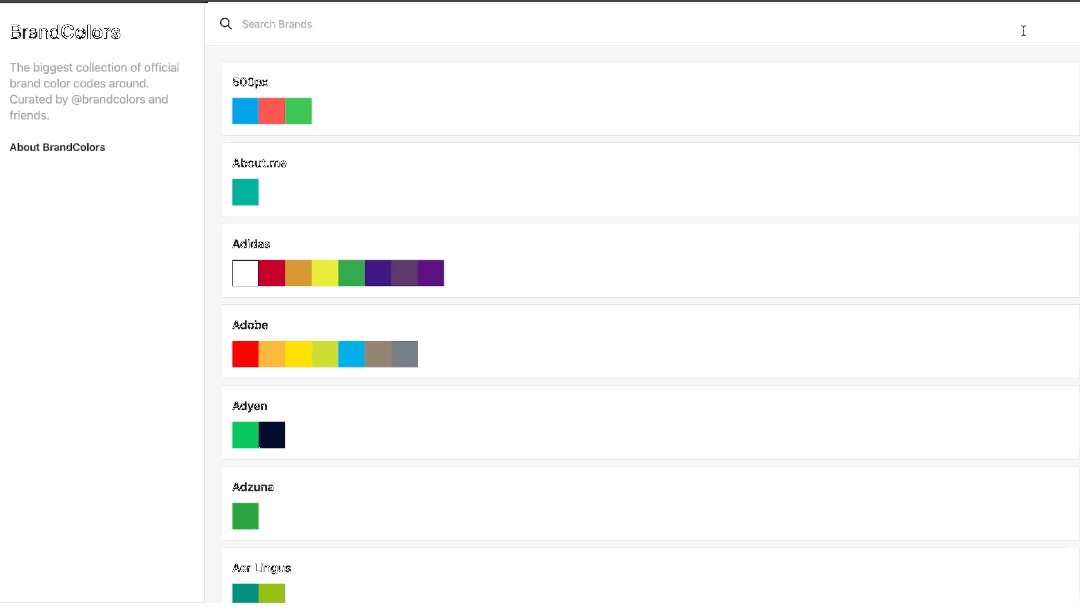 BrandColors
The biggest collection of official
brand color codes around.
Curated by @brandcolors and
friends.
About BrandColors
Search Brands
500px
About.me
Adidas
Adobe
Adyen
Adzuna
Aer Lingus